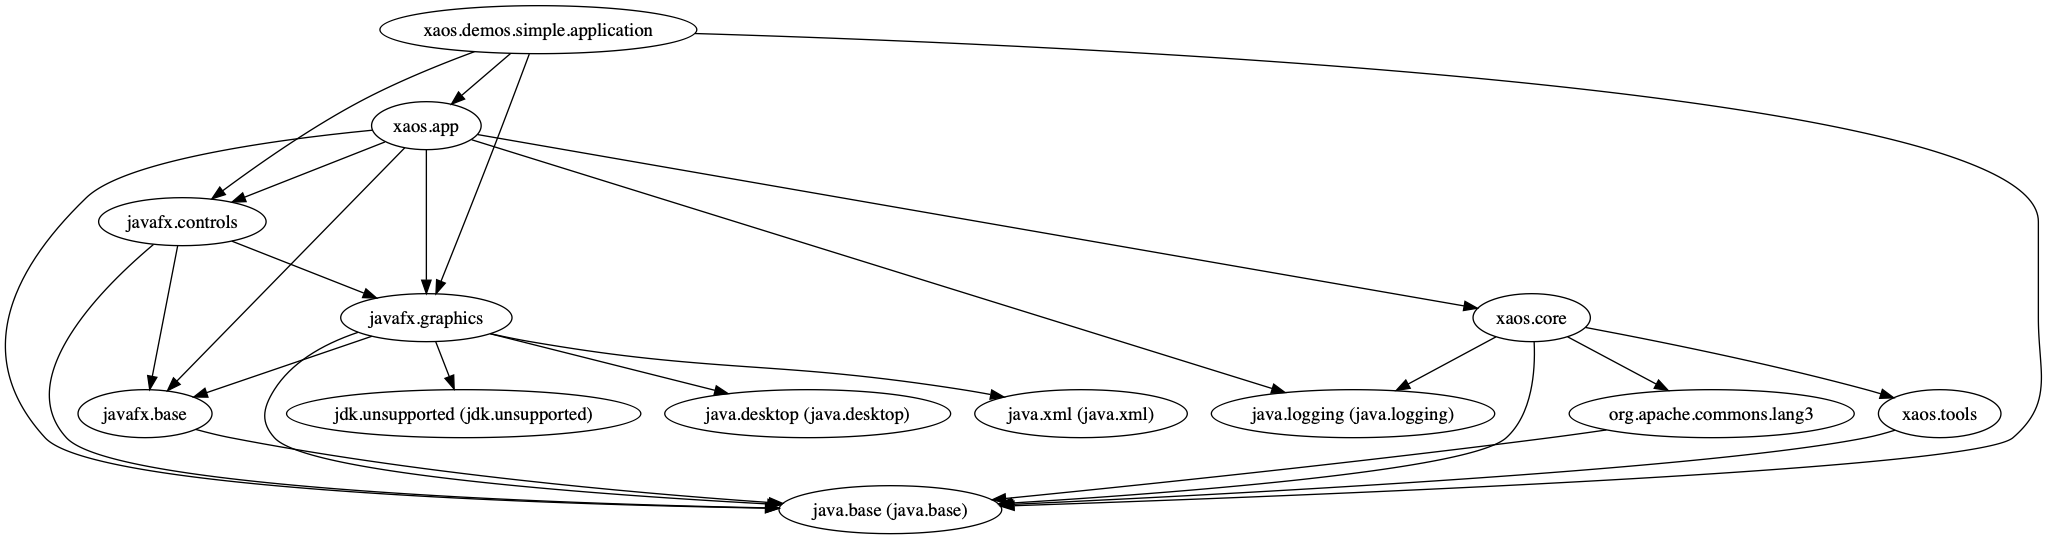 xaos.demos.simple.application
xaos.app
javafx.controls
javafx.graphics
xaos.core
javafx.base
jdk.unsupported (jdk.unsupported)
java.desktop (java.desktop)
java.xml (java.xml)
java.logging (java.logging)
org.apache.commons.lang3
xaos.tools
java.base (java.base)